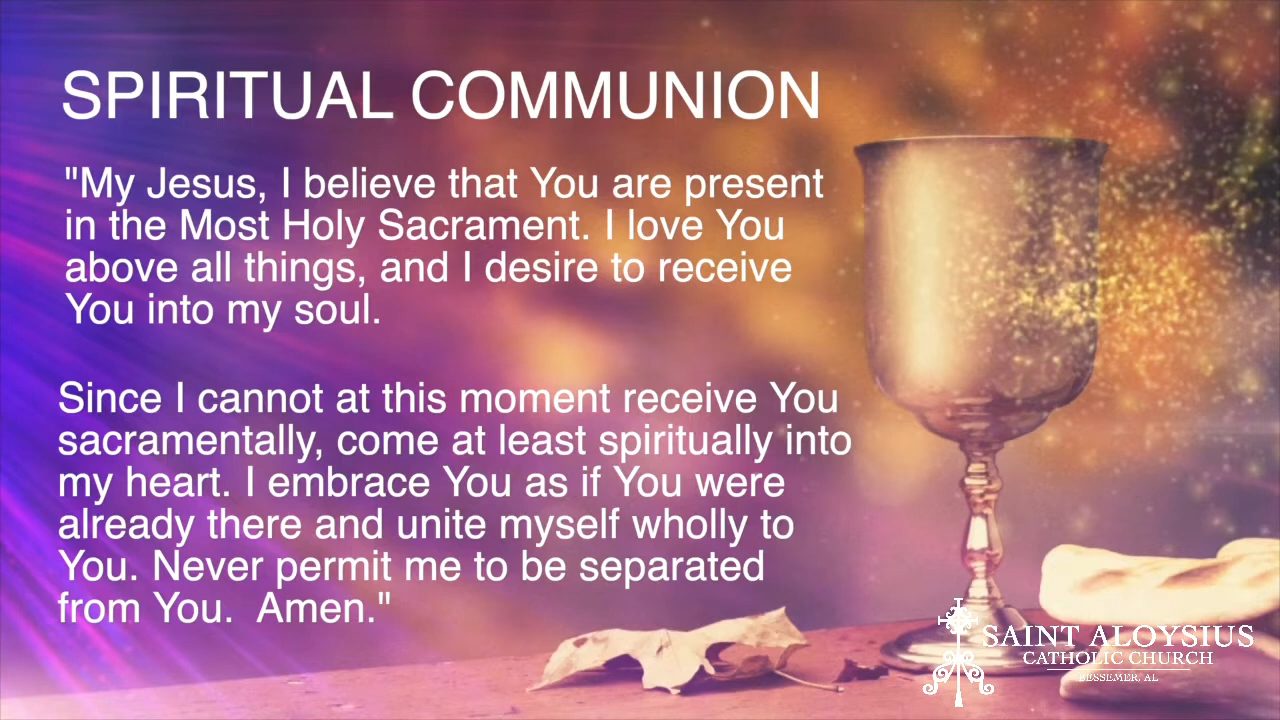 SPIRITUAL COMMUNION
"My Jesus, I believe that You are present
in the Most Holy Sacrament. I love You
above all things, and I desire to receive
You into my soul.
Since I cannot at this moment receive You
sacramentally, come at least spiritually into
my heart. I embrace You as if You were
already there and unite myself wholly to
You. Never permit me to be separated
from You.  Amen."
SAINT ALOYSIUS
CATHOLIC CHURCH
BESSEMER, AL